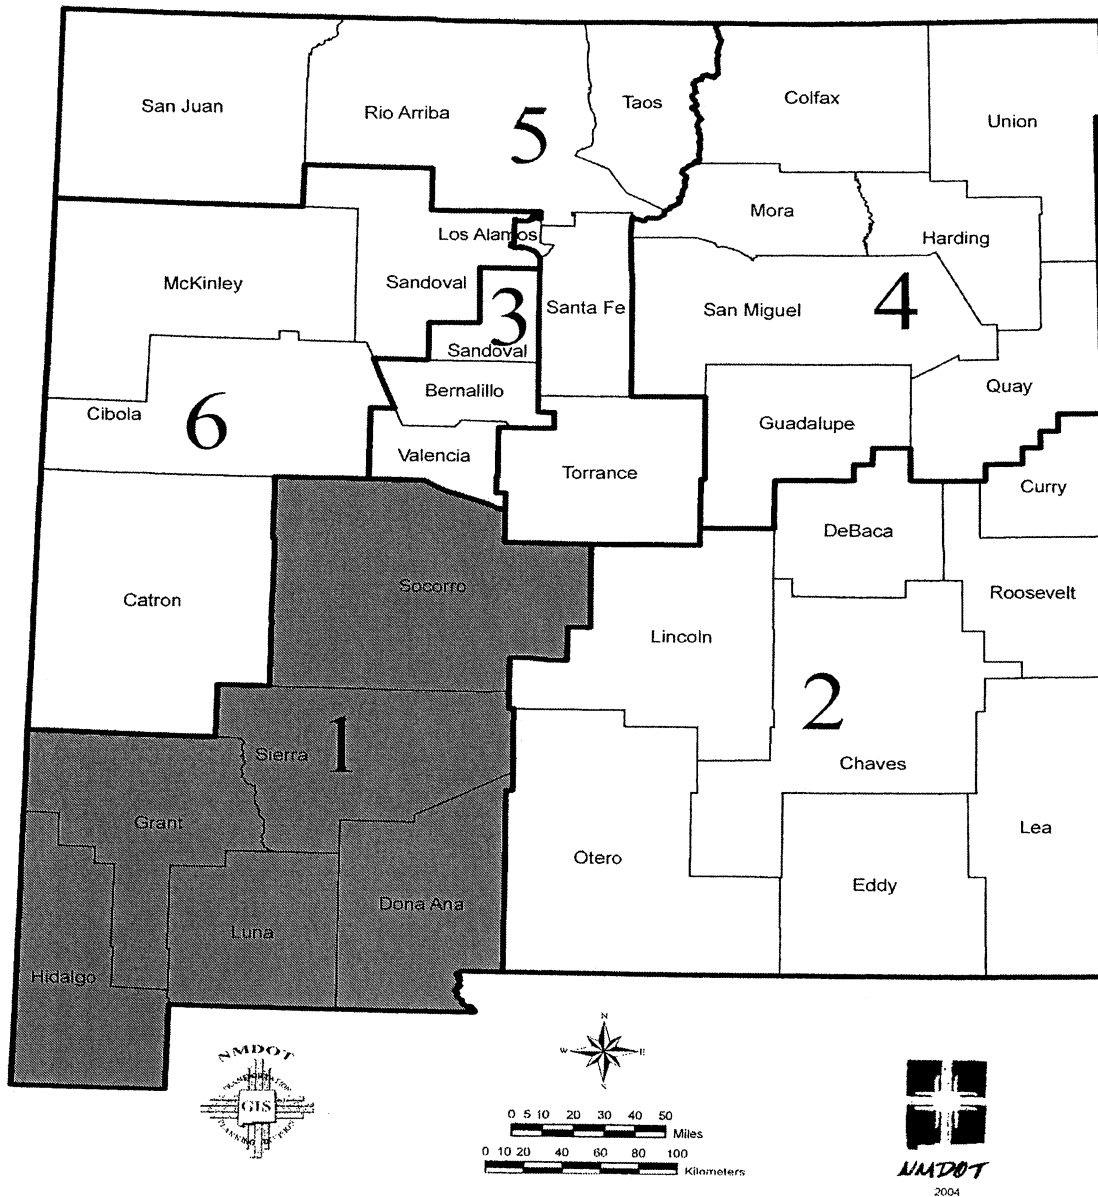 San Juan
Rio Arriba
5
Taos
Colfax
Union
Mora
Harding
Los Alamos
McKinley
Sandoval
3
Santa Fe
San Miguel
4
Sandoval
Bernalillo
Quay
Cibola
6
Guadalupe
Valencia
Torrance
Curry
DeBaca
Catron
Socorro
Roosevelt
Lincoln
2
Sierra
1
Chaves
Grant
Lea
Otero
Eddy
Dona Ana
Luna
Hidalgo
N
W E
S
NMDOT
GIS
0 5 10 20 30 40 50
Miles
0 10 20 40 60 80 100
Kilometers
NMDOT
2004